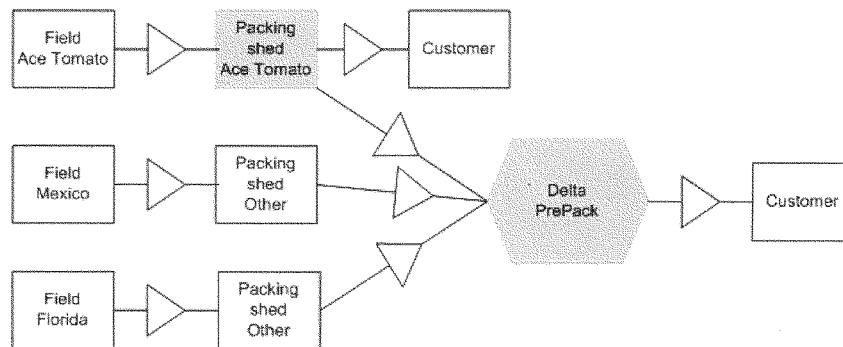 Field
Ace Tomato
Packing
shed
Ace Tomato
Customer
Field
Mexico
Packing
shed
Other
Delta
PrePack
Customer
Field
Florida
Packing
shed
Other